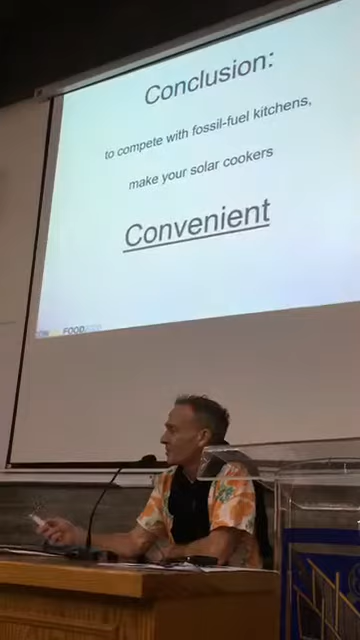 Conclusion:
to compete with fossil-fuel kitchens,
make your solar cookers
Convenient
FOOD